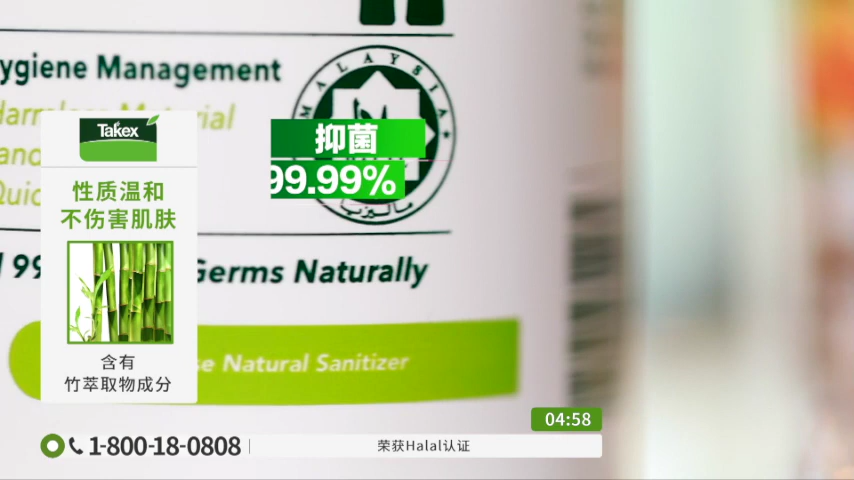 ygiene Management
MALAYSIA
Takex
性质温和
不伤害肌肤
抑菌
99.99%
ماليزيا
Germs Naturally
Natural Sanitizer
含有
竹萃取物成分
04:58
1-800-18-0808
荣获Halal认证